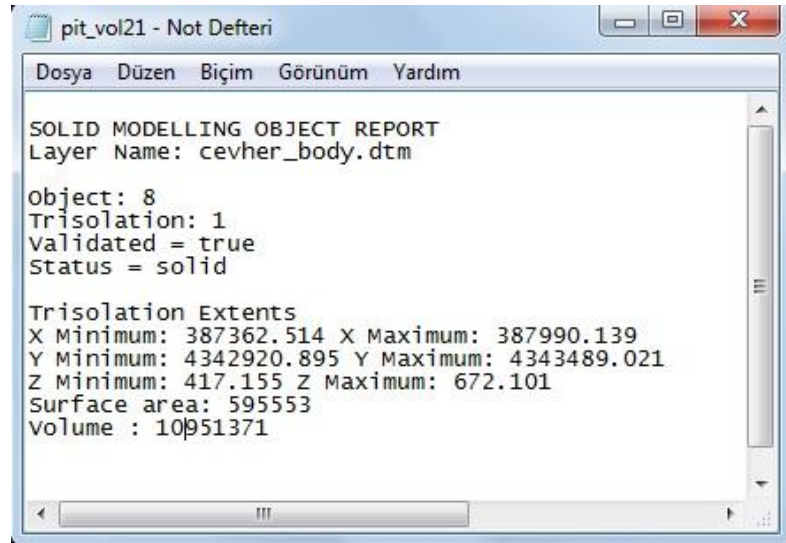 pit_vol21 - Not Defteri
Dosya Düzen Biçim Görünüm Yardım
SOLID MODELLING OBJECT REPORT
Layer Name: cevher_body.dtm
Object: 8
Trisolation: 1
Validated = true
Status = solid
Trisolation Extents
X Minimum: 387362.514 X Maximum: 387990.139
Y Minimum: 4342920.895 Y Maximum: 4343489.021
Z Minimum: 417.155 Z Maximum: 672.101
Surface area: 595553
Volume : 10951371